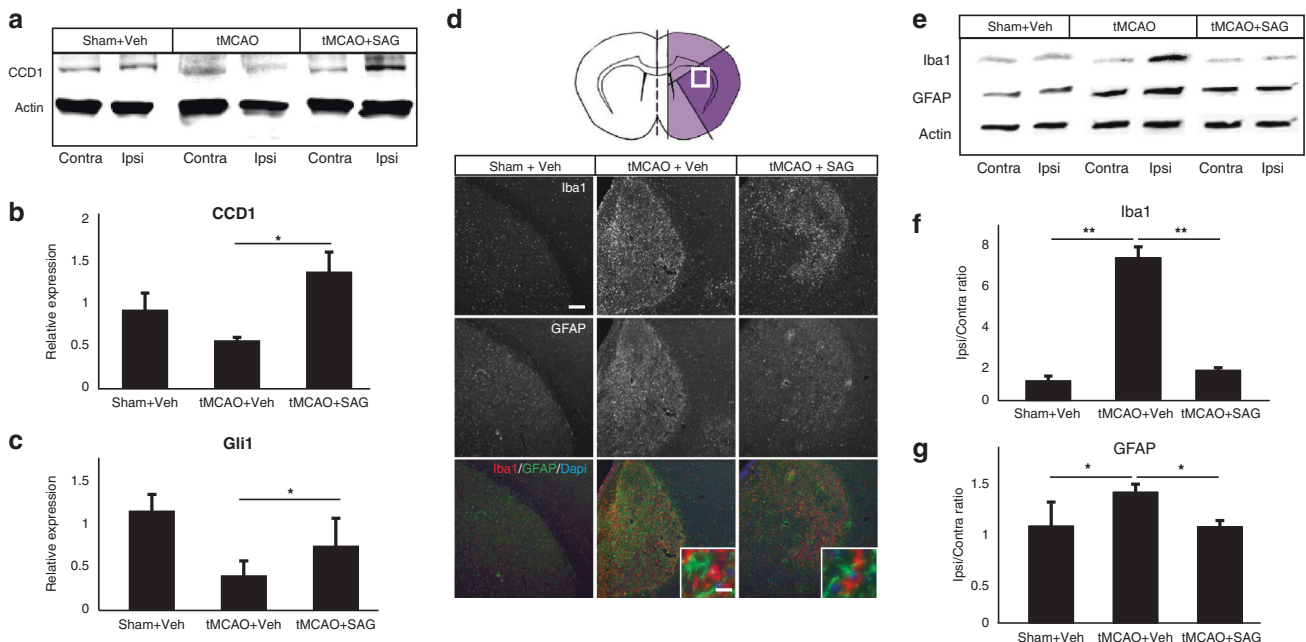 a
Sham+Veh tMCAO tMCAO+SAG
CCD1
Actin
Contra Ipsi Contra Ipsi Contra Ipsi
b
CCD1
Relative expression
2
1.5
1
0.5
0
*
Sham+Veh tMCAO+Veh tMCAO+SAG
c
Gli1
Relative expression
1.5
1
0.5
0
*
Sham+Veh tMCAO+Veh tMCAO+SAG
d
Sham + Veh tMCAO + Veh tMCAO + SAG
Iba1
GFAP
Iba1/GFAP/Dapi
e
Sham+Veh tMCAO tMCAO+SAG
Iba1
GFAP
Actin
Contra Ipsi Contra Ipsi Contra Ipsi
f
Iba1
Ipsi/Contra ratio
8
6
4
2
0
** **
Sham+Veh tMCAO+Veh tMCAO+SAG
g
GFAP
Ipsi/Contra ratio
1.5
1
0.5
0
* *
Sham+Veh tMCAO+Veh tMCAO+SAG